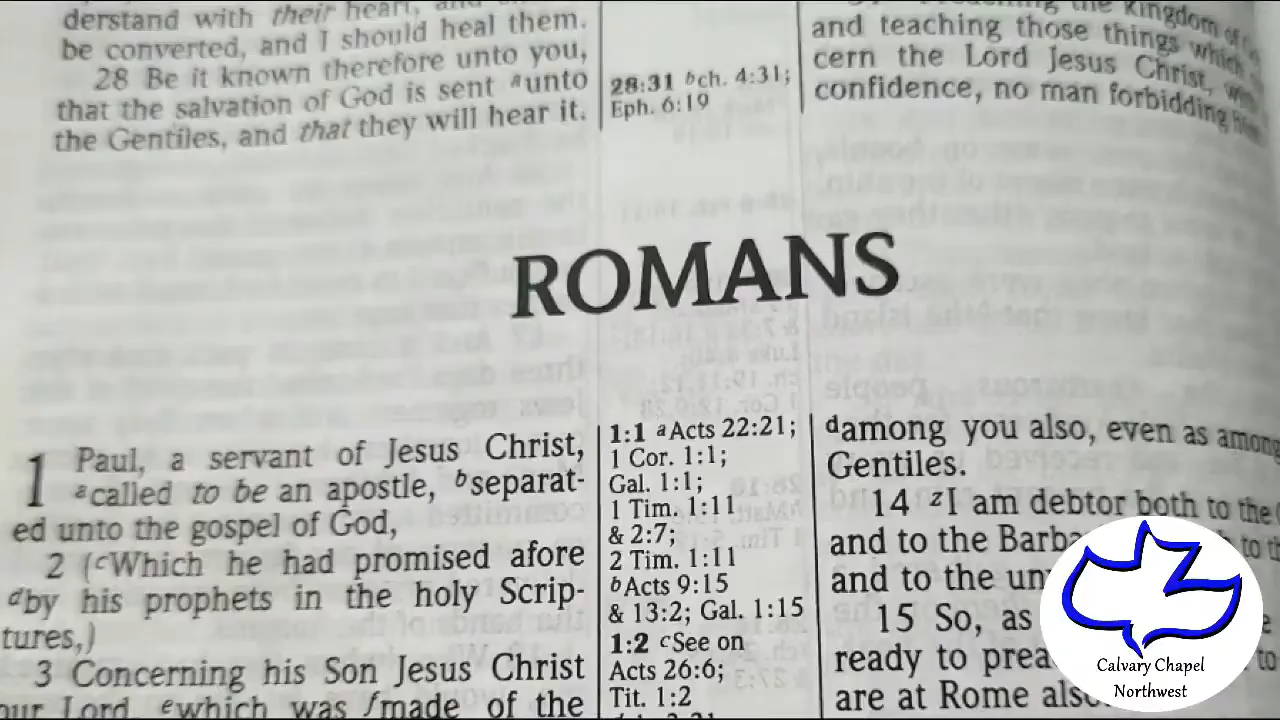 derstand with their heart, and
be converted, and I should heal them.
28 Be it known therefore unto you,
that the salvation of God is sent ᵃunto
the Gentiles, and that they will hear it.
28:31 ᵇch. 4:31;
Eph. 6:19
the kingdom of
and teaching those things which
cern the Lord Jesus Christ,
confidence, no man forbidding
ROMANS
1 Paul, a servant of Jesus Christ,
ᵃcalled to be an apostle, ᵇseparat-
ed unto the gospel of God,
2 (ᶜWhich he had promised afore
ᵈby his prophets in the holy Scrip-
tures,)
3 Concerning his Son Jesus Christ
our Lord, ᵉwhich was ᶠmade of the
1:1 ᵃActs 22:21;
1 Cor. 1:1;
Gal. 1:1;
1 Tim. 1:11
& 2:7;
2 Tim. 1:11
ᵇActs 9:15
& 13:2; Gal. 1:15
1:2 ᶜSee on
Acts 26:6;
Tit. 1:2
ᵈamong you also, even as among
Gentiles.
14 ᶻI am debtor both to the
and to the Barba
and to the un
15 So, as
ready to prea
are at Rome also.
Calvary Chapel
Northwest